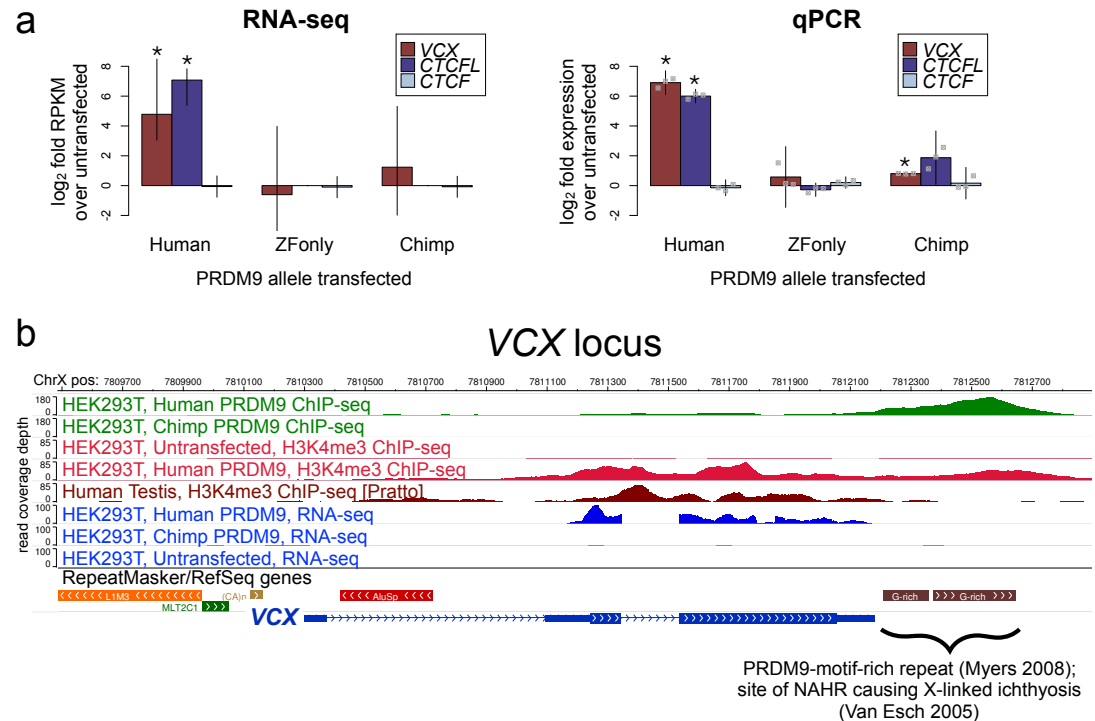 a
RNA-seq
log2 fold RPKM
over untransfected
8
6
4
2
0
-2
* *
VCX
CTCFL
CTCF
Human ZFonly Chimp
PRDM9 allele transfected
qPCR
log2 fold expression
over untransfected
8
6
4
2
0
-2
* * *
VCX
CTCFL
CTCF
Human ZFonly Chimp
PRDM9 allele transfected
b
VCX locus
ChrX pos: 7809700 7809900 7810100 7810300 7810500 7810700 7810900 7811100 7811300 7811500 7811700 7811900 7812100 7812300 7812500 7812700
read coverage depth
180 0 HEK293T, Human PRDM9 ChIP-seq
180 0 HEK293T, Chimp PRDM9 ChIP-seq
85 0 HEK293T, Untransfected, H3K4me3 ChIP-seq
85 0 HEK293T, Human PRDM9, H3K4me3 ChIP-seq
85 0 Human Testis, H3K4me3 ChIP-seq [Pratto]
100 0 HEK293T, Human PRDM9, RNA-seq
100 0 HEK293T, Chimp PRDM9, RNA-seq
100 0 HEK293T, Untransfected, RNA-seq
RepeatMasker/RefSeq genes
L1M3 (CA)n AluSp G-rich G-rich
MLT2C1
VCX
PRDM9-motif-rich repeat (Myers 2008);
site of NAHR causing X-linked ichthyosis
(Van Esch 2005)